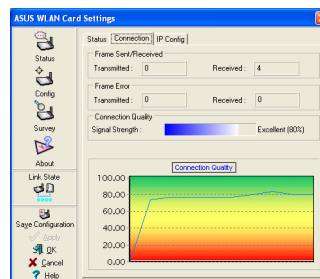 ASUS WLAN Card Settings
Status
Config
Survey
About
Link State
Save Configuration
Apply
OK
Cancel
Help
Status Connection IP Config
Frame Sent/Received
Transmitted : 0 Received : 4
Frame Error
Transmitted : 0 Received : 0
Connection Quality
Signal Strength : Excellent (80%)
Connection Quality
100.00
80.00
60.00
40.00
20.00
0.00